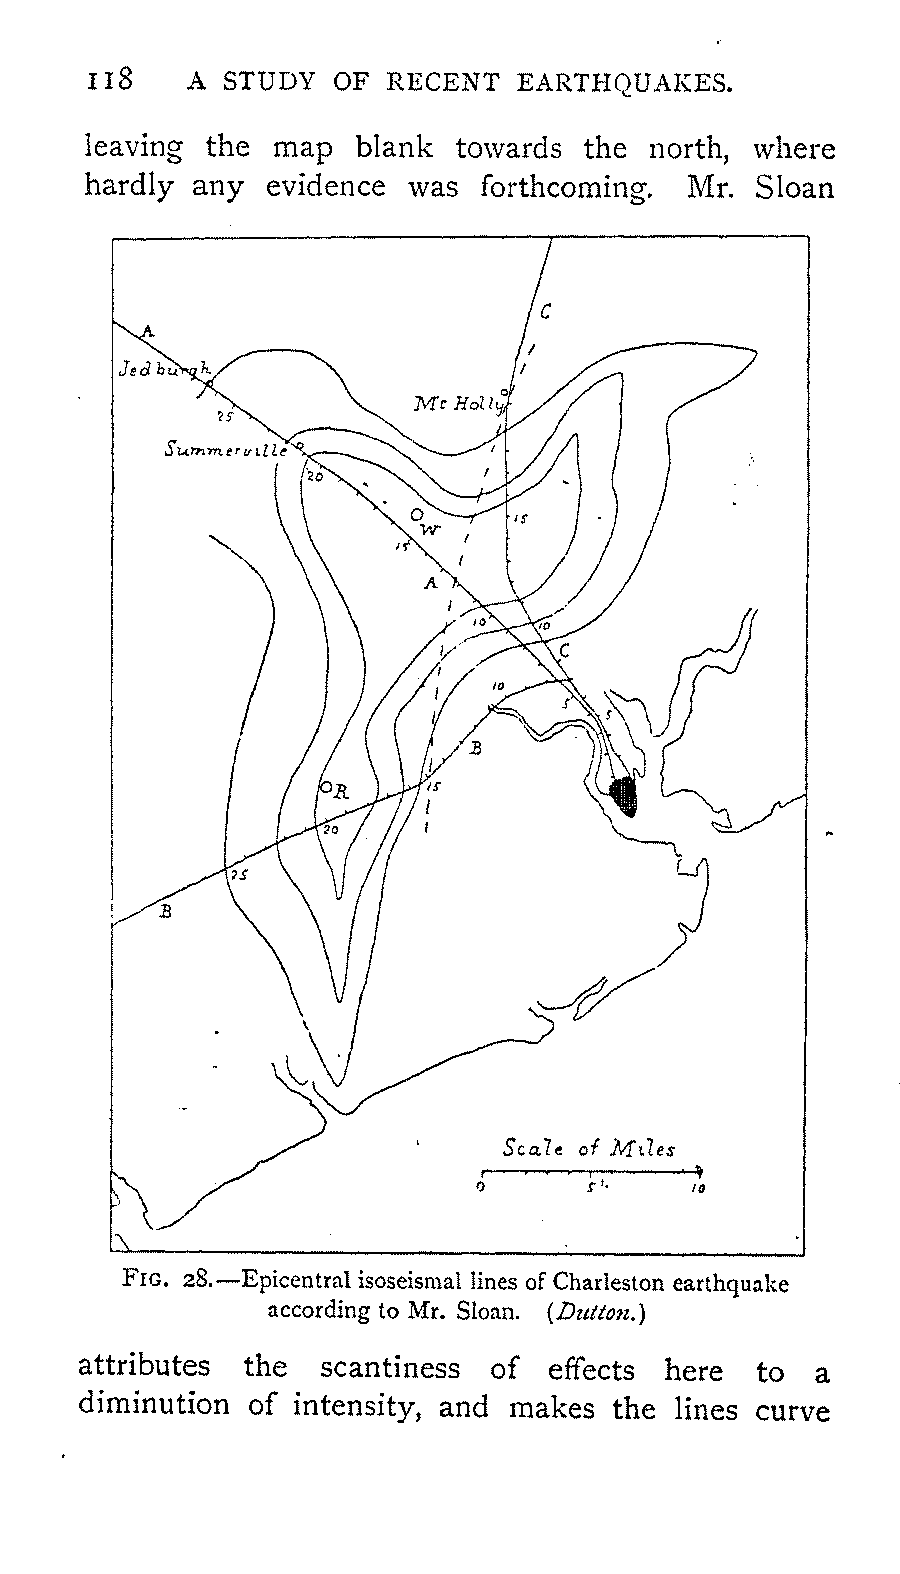 118 A STUDY OF RECENT EARTHQUAKES.
leaving the map blank towards the north, where
hardly any evidence was forthcoming. Mr. Sloan
C
A
Jedburgh
Mt Holly
25
Summerville
20
W
15
15
A
10
10
C
10
5
5
B
R
15
20
25
B
Scale of Miles
0 5 10
FIG. 28.—Epicentral isoseismal lines of Charleston earthquake
according to Mr. Sloan. (Dutton.)
attributes the scantiness of effects here to a
diminution of intensity, and makes the lines curve